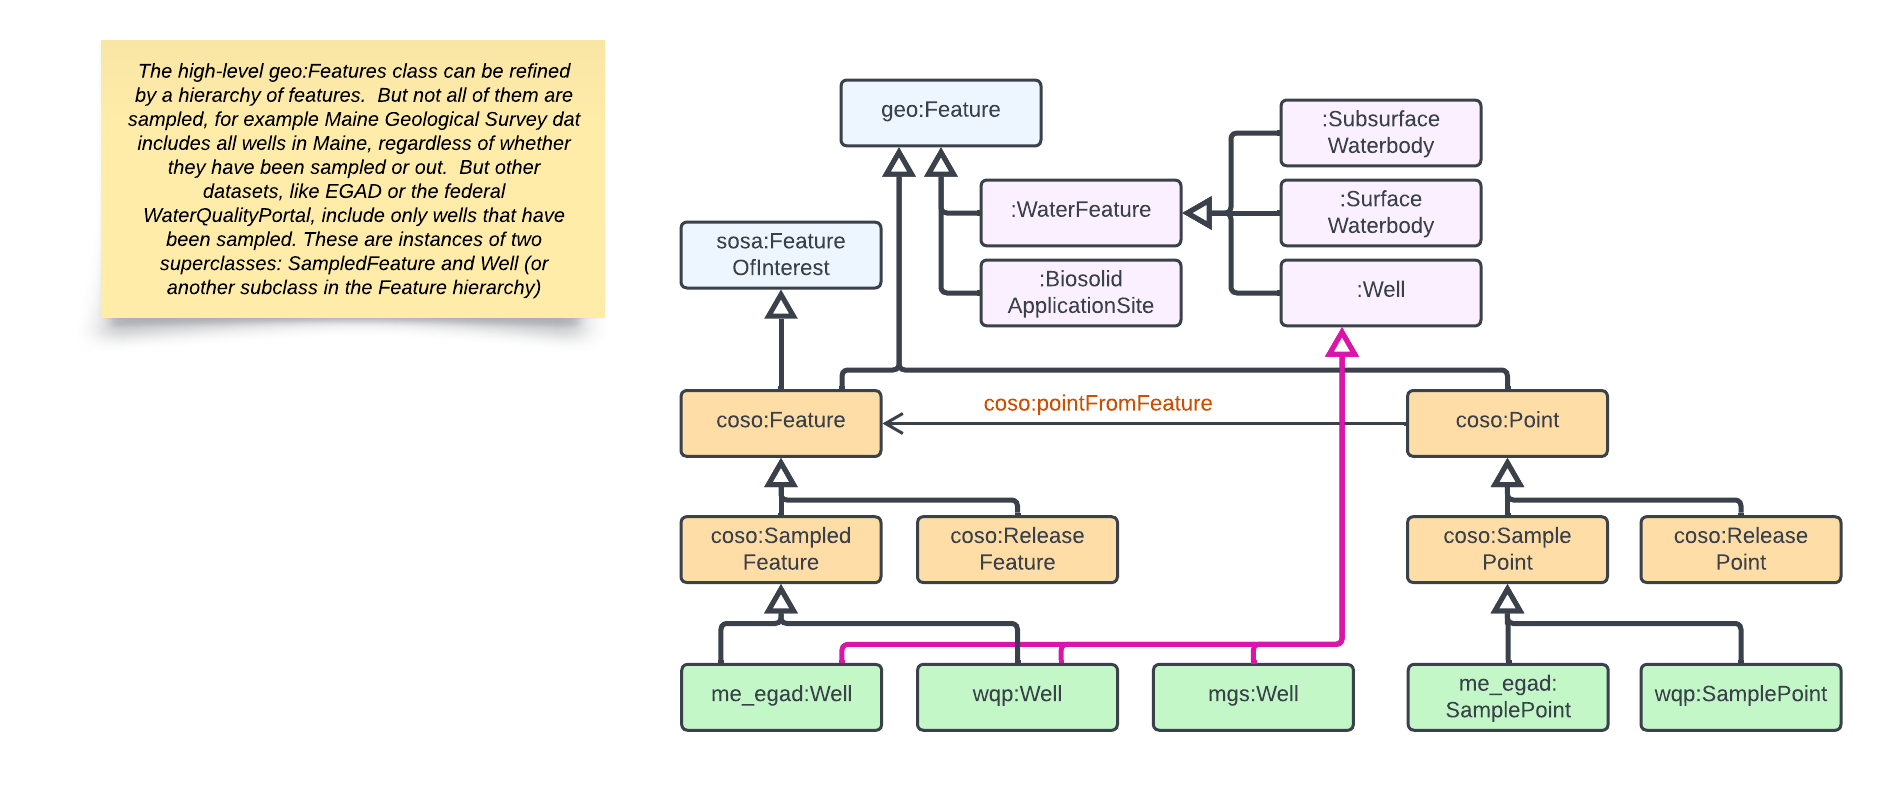 The high-level geo:Features class can be refined
by a hierarchy of features.  But not all of them are
sampled, for example Maine Geological Survey dat
includes all wells in Maine, regardless of whether
they have been sampled or out.  But other
datasets, like EGAD or the federal
WaterQualityPortal, include only wells that have
been sampled. These are instances of two
superclasses: SampledFeature and Well (or
another subclass in the Feature hierarchy)
geo:Feature
:Subsurface
Waterbody
:WaterFeature
:Surface
Waterbody
sosa:Feature
OfInterest
:Biosolid
ApplicationSite
:Well
coso:Feature
coso:pointFromFeature
coso:Point
coso:Sampled
Feature
coso:Release
Feature
coso:Sample
Point
coso:Release
Point
me_egad:Well
wqp:Well
mgs:Well
me_egad:
SamplePoint
wqp:SamplePoint